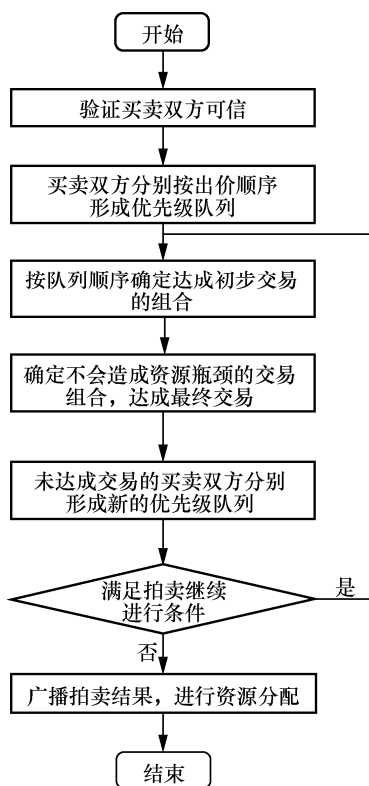 开始
验证买卖双方可信
买卖双方分别按出价顺序
形成优先级队列
按队列顺序确定达成初步交易
的组合
确定不会造成资源瓶颈的交易
组合，达成最终交易
未达成交易的买卖双方分别
形成新的优先级队列
满足拍卖继续
进行条件
是
否
广播拍卖结果，进行资源分配
结束